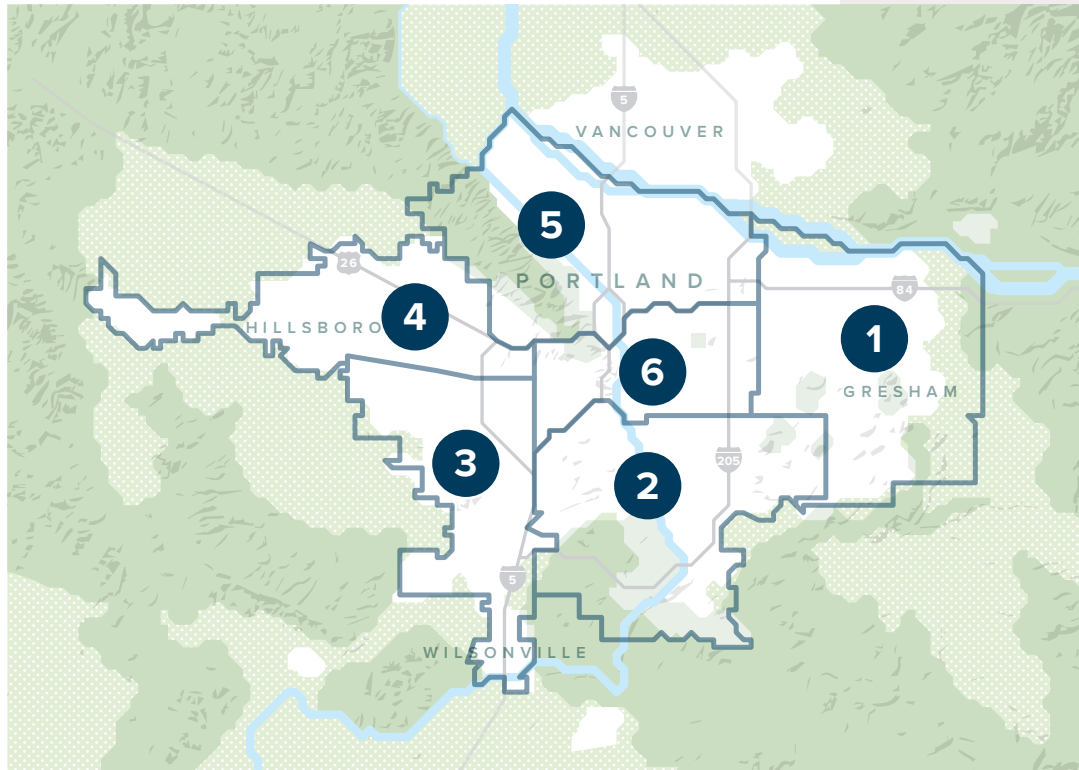 5
VANCOUVER
5
26
PORTLAND
84
HILLSBORO
4
1
6
GRESHAM
3
205
2
5
WILSONVILLE